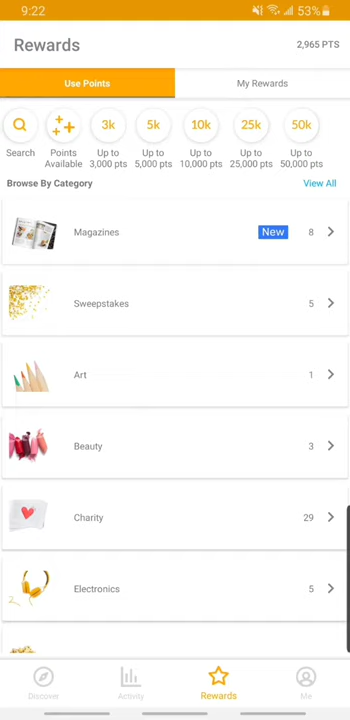 9:22 53%
Rewards 2,965 PTS
Use Points My Rewards
3k 5k 10k 25k 50k
Search Points Available Up to 3,000 pts Up to 5,000 pts Up to 10,000 pts Up to 25,000 pts Up to 50,000 pts
Browse By Category View All
Magazines New 8
Sweepstakes 5
Art 1
Beauty 3
Charity 29
Electronics 5
Discover Activity Rewards Me